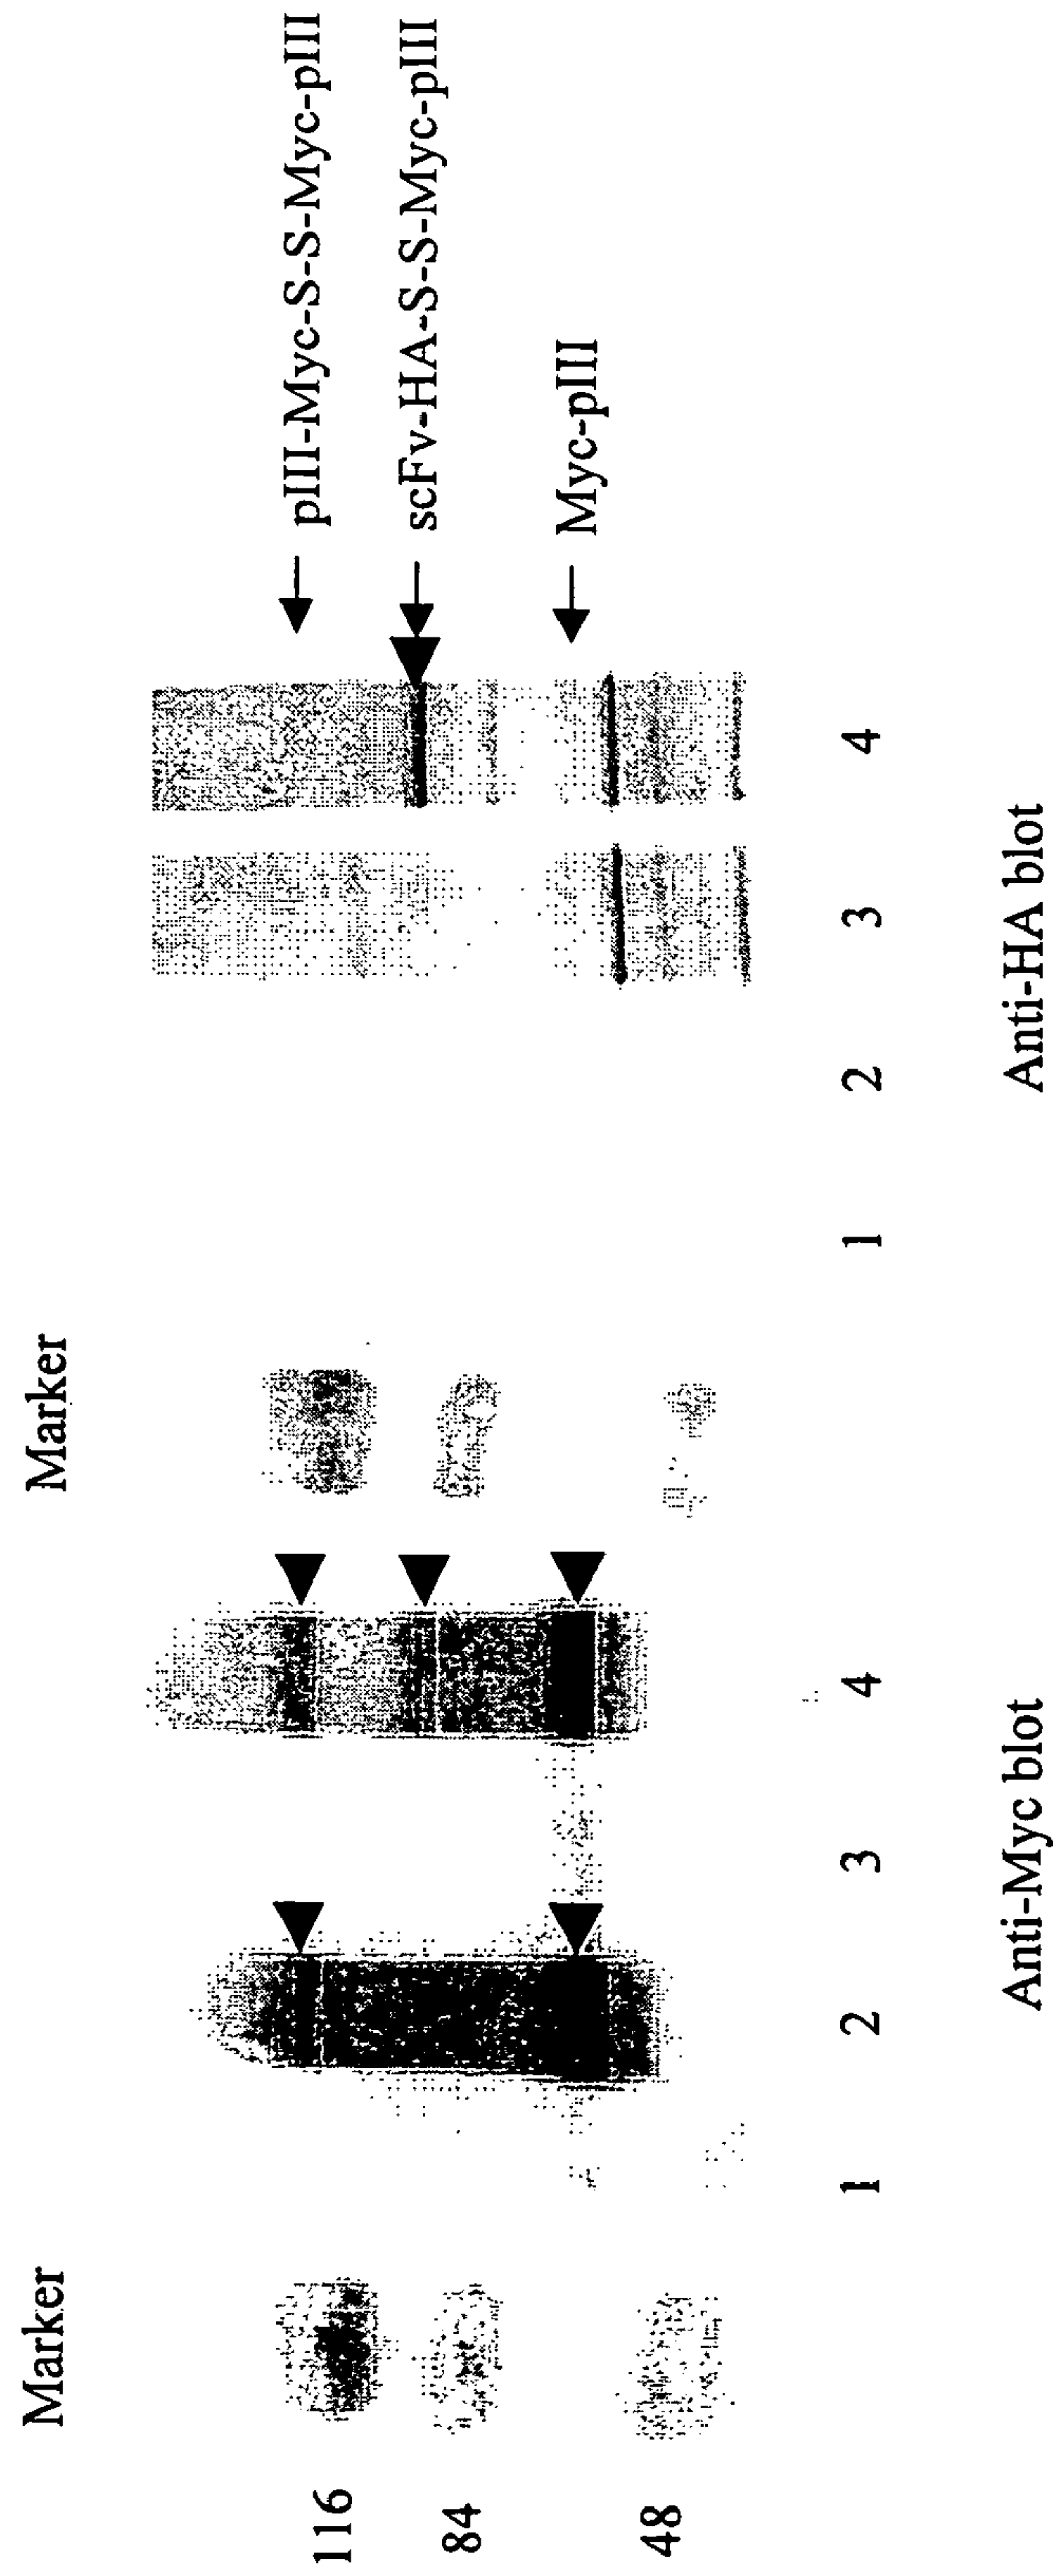 Marker
Marker
116
84
48
pIII-Myc-S-S-Myc-pIII
scFv-HA-S-S-Myc-pIII
Myc-pIII
1 2 3 4
1 2 3 4
Anti-Myc blot
Anti-HA blot